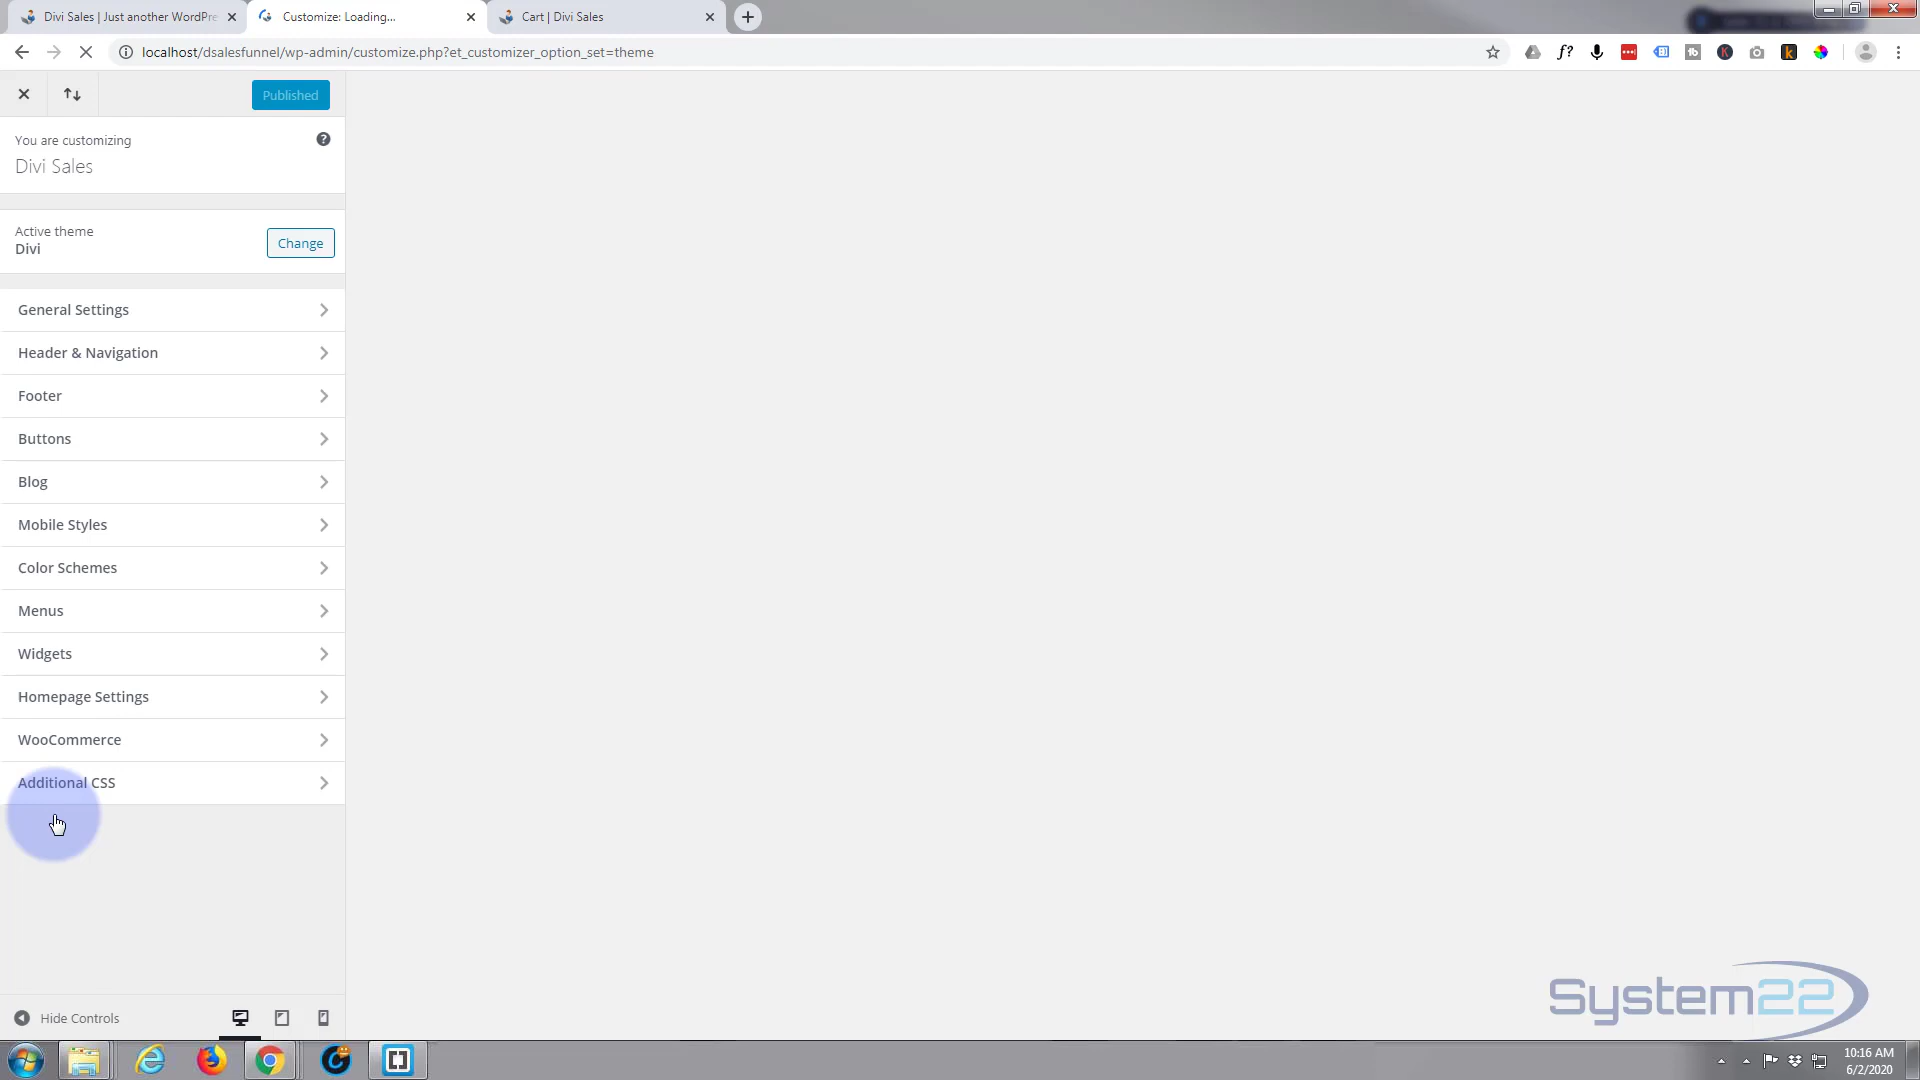 Divi Sales | Just another WordPre
Customize: Loading...
Cart | Divi Sales
localhost/dsalesfunnel/wp-admin/customize.php?et_customizer_option_set=theme
Published
You are customizing
Divi Sales
Active theme
Divi
Change
General Settings
Header & Navigation
Footer
Buttons
Blog
Mobile Styles
Color Schemes
Menus
Widgets
Homepage Settings
WooCommerce
Additional CSS
Hide Controls
System22
10:16 AM
6/2/2020